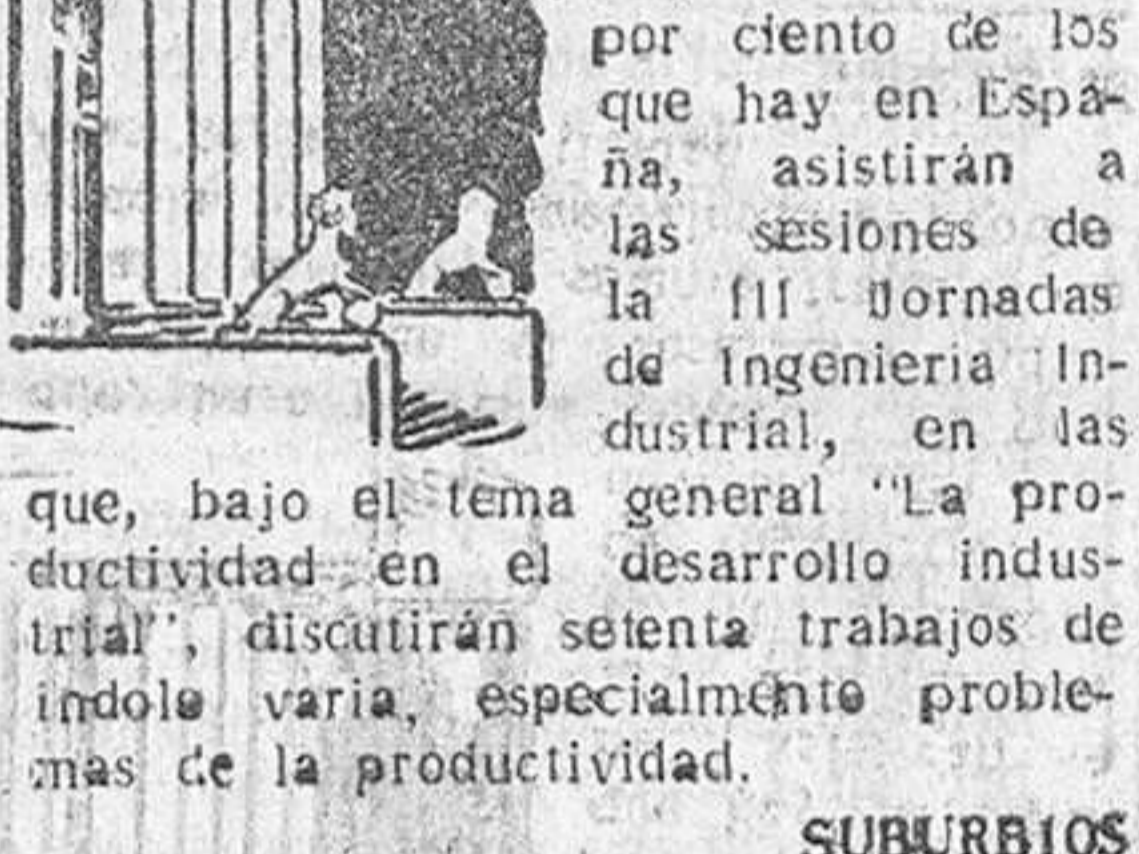 por ciento de los
que hay en Espa-
ña, asistirán a
las sesiones de
la III Jornadas
de Ingeniería In-
dustrial, en las
que, bajo el tema general "La pro-
ductividad en el desarrollo indus-
trial", discutirán setenta trabajos de
índole varia, especialmente proble-
mas de la productividad.
SUBURBIOS